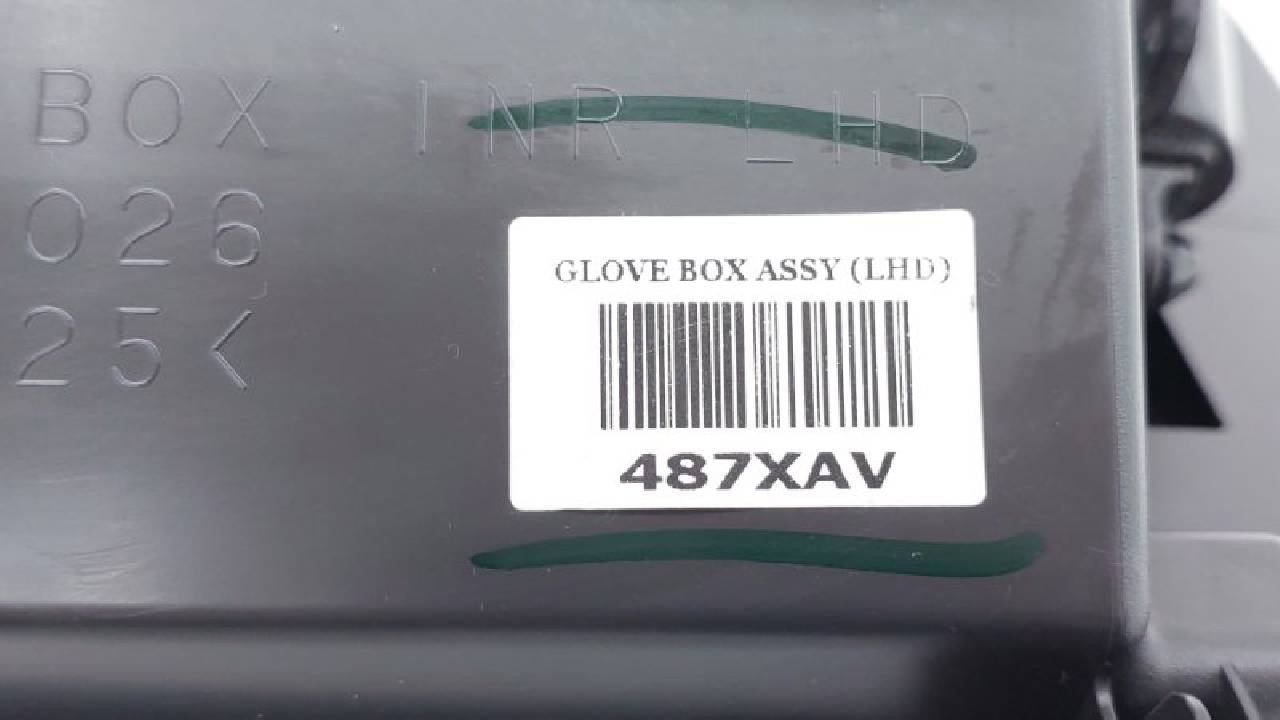 BOX INR LHD
026
25<
GLOVE BOX ASSY (LHD)
487XAV